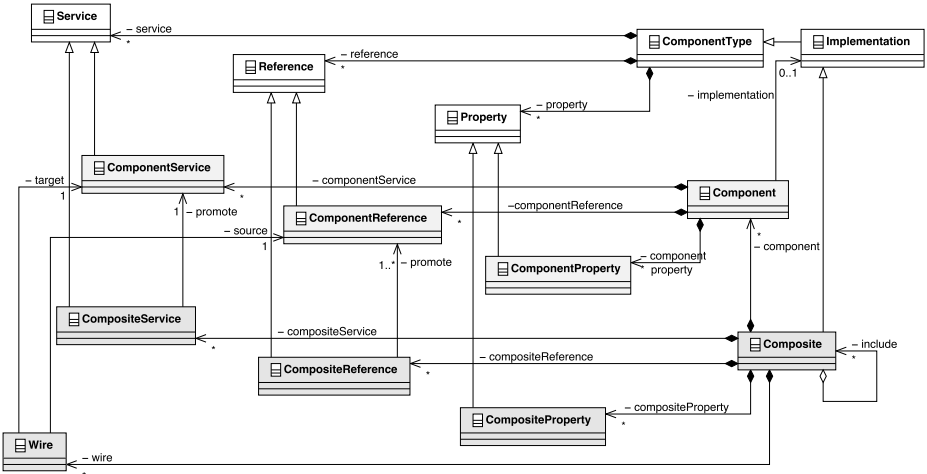 Service
– service
*
ComponentType
Implementation
Reference
– reference
*
0..1
– implementation
Property
– property
*
ComponentService
– target
1
– componentService
*
Component
1
– promote
ComponentReference
–componentReference
*
– source
1
*
– component
1..*
– promote
ComponentProperty
– component
* property
CompositeService
– compositeService
*
Composite
– include
*
CompositeReference
– compositeReference
*
CompositeProperty
– compositeProperty
*
Wire
– wire
*